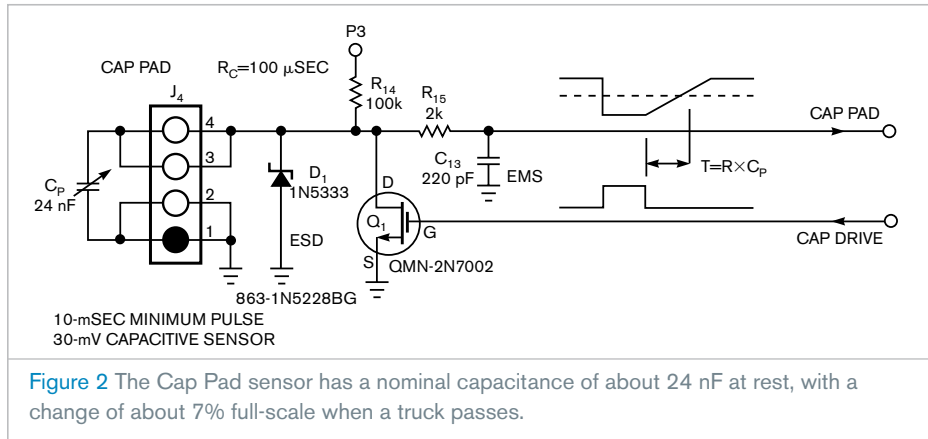 P3
CAP PAD
R_C=100 µSEC
J4
R14
100k
R15
2k
CAP PAD
4
3
2
1
C_P
24 nF
D1
1N5333
ESD
C13
220 pF
EMS
T=R×C_P
D
Q1
G
S
CAP DRIVE
QMN-2N7002
863-1N5228BG
10-mSEC MINIMUM PULSE
30-mV CAPACITIVE SENSOR
Figure 2 The Cap Pad sensor has a nominal capacitance of about 24 nF at rest, with a
change of about 7% full-scale when a truck passes.